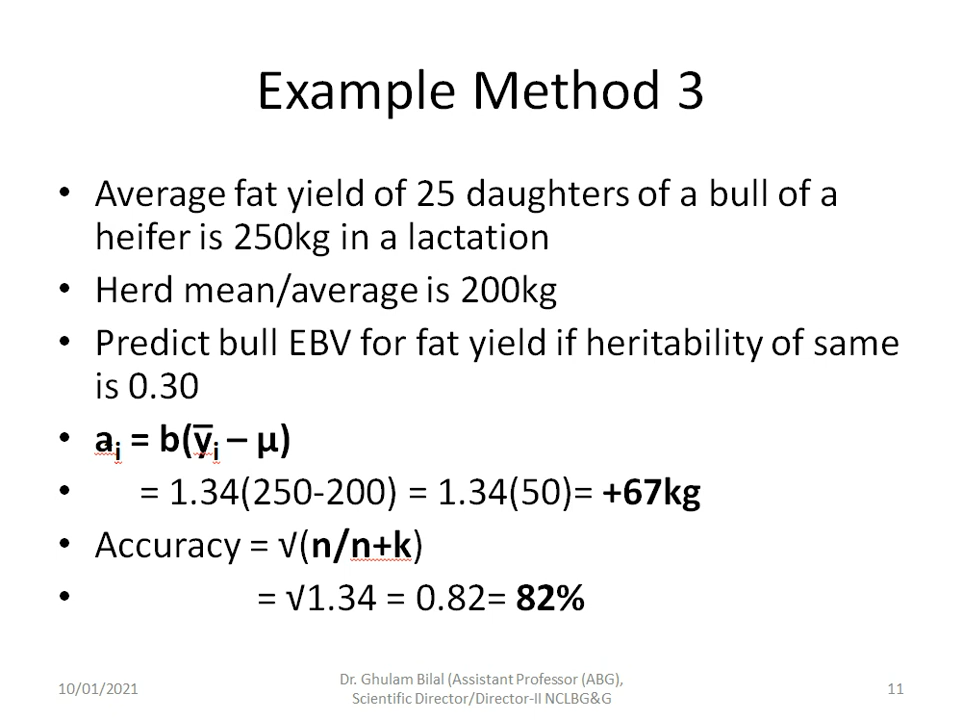 Example Method 3
• Average fat yield of 25 daughters of a bull of a
heifer is 250kg in a lactation
• Herd mean/average is 200kg
• Predict bull EBV for fat yield if heritability of same
is 0.30
• aᵢ = b(y̅ᵢ – μ)
• = 1.34(250-200) = 1.34(50)= +67kg
• Accuracy = √(n/n+k)
• = √1.34 = 0.82= 82%
10/01/2021
Dr. Ghulam Bilal (Assistant Professor (ABG),
Scientific Director/Director-II NCLBG&G
11